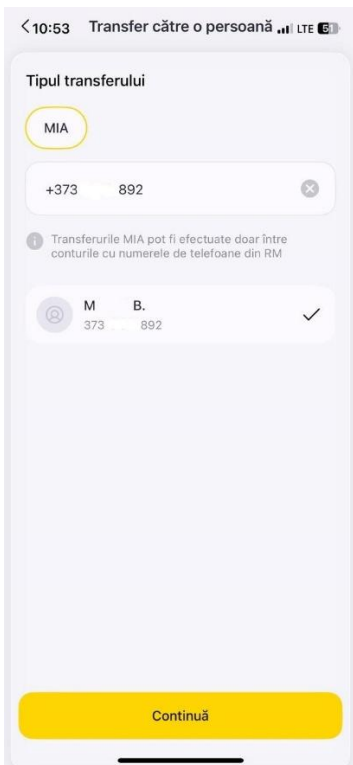 10:53 Transfer către o persoană LTE 51
Tipul transferului
MIA
+373 892
Transferurile MIA pot fi efectuate doar între
conturile cu numerele de telefoane din RM
M B.
373 892
Continuă